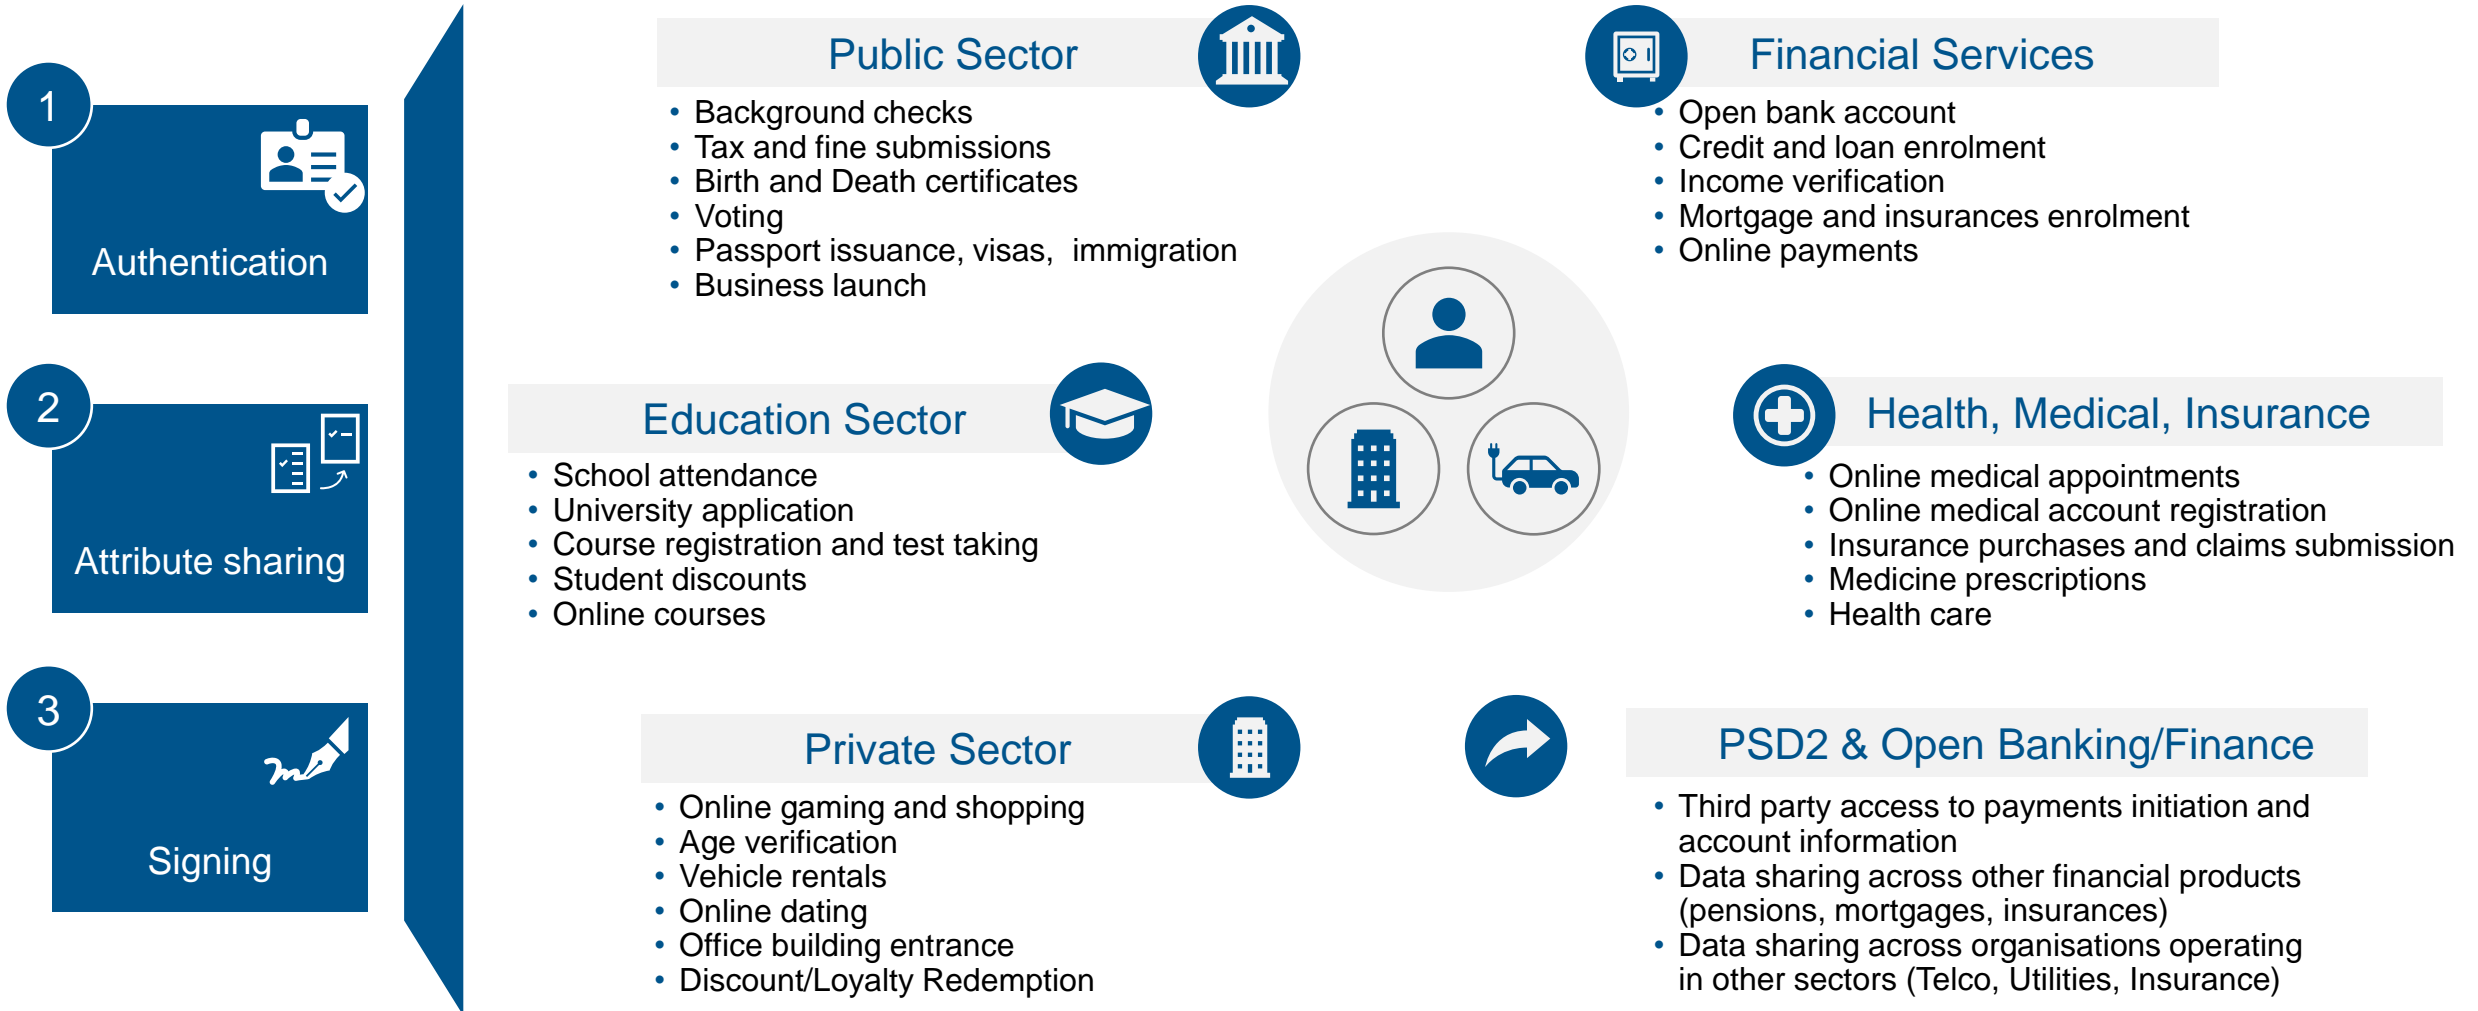 1
Authentication
2
Attribute sharing
3
Signing
Public Sector
• Background checks
• Tax and fine submissions
• Birth and Death certificates
• Voting
• Passport issuance, visas,  immigration
• Business launch
Education Sector
• School attendance
• University application
• Course registration and test taking
• Student discounts
• Online courses
Private Sector
• Online gaming and shopping
• Age verification
• Vehicle rentals
• Online dating
• Office building entrance
• Discount/Loyalty Redemption
Financial Services
• Open bank account
• Credit and loan enrolment
• Income verification
• Mortgage and insurances enrolment
• Online payments
Health, Medical, Insurance
• Online medical appointments
• Online medical account registration
• Insurance purchases and claims submission
• Medicine prescriptions
• Health care
PSD2 & Open Banking/Finance
• Third party access to payments initiation and
account information
• Data sharing across other financial products
(pensions, mortgages, insurances)
• Data sharing across organisations operating
in other sectors (Telco, Utilities, Insurance)